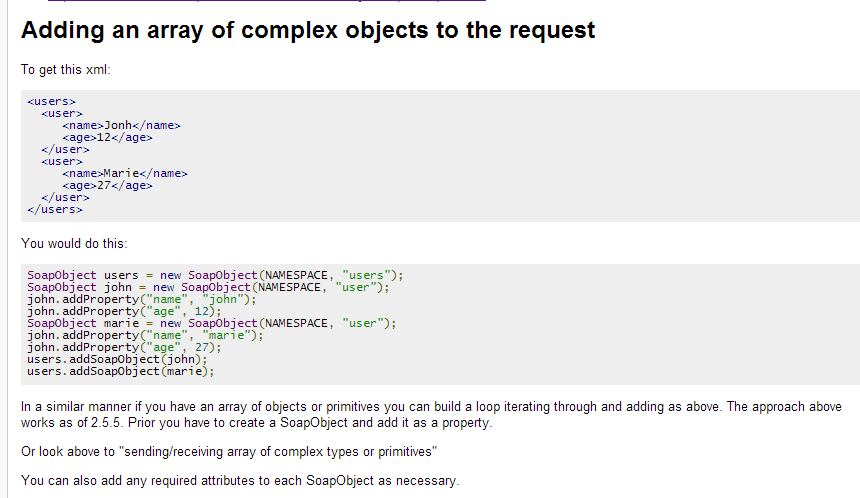 Adding an array of complex objects to the request
To get this xml:
<users>
  <user>
     <name>Jonh</name>
     <age>12</age>
  </user>
  <user>
     <name>Marie</name>
     <age>27</age>
  </user>
</users>
You would do this:
SoapObject users = new SoapObject(NAMESPACE, "users");
SoapObject john = new SoapObject(NAMESPACE, "user");
john.addProperty("name", "john");
john.addProperty("age", 12);
SoapObject marie = new SoapObject(NAMESPACE, "user");
john.addProperty("name", "marie");
john.addProperty("age", 27);
users.addSoapObject(john);
users.addSoapObject(marie);
In a similar manner if you have an array of objects or primitives you can build a loop iterating through and adding as above. The approach above
works as of 2.5.5. Prior you have to create a SoapObject and add it as a property.
Or look above to "sending/receiving array of complex types or primitives"
You can also add any required attributes to each SoapObject as necessary.